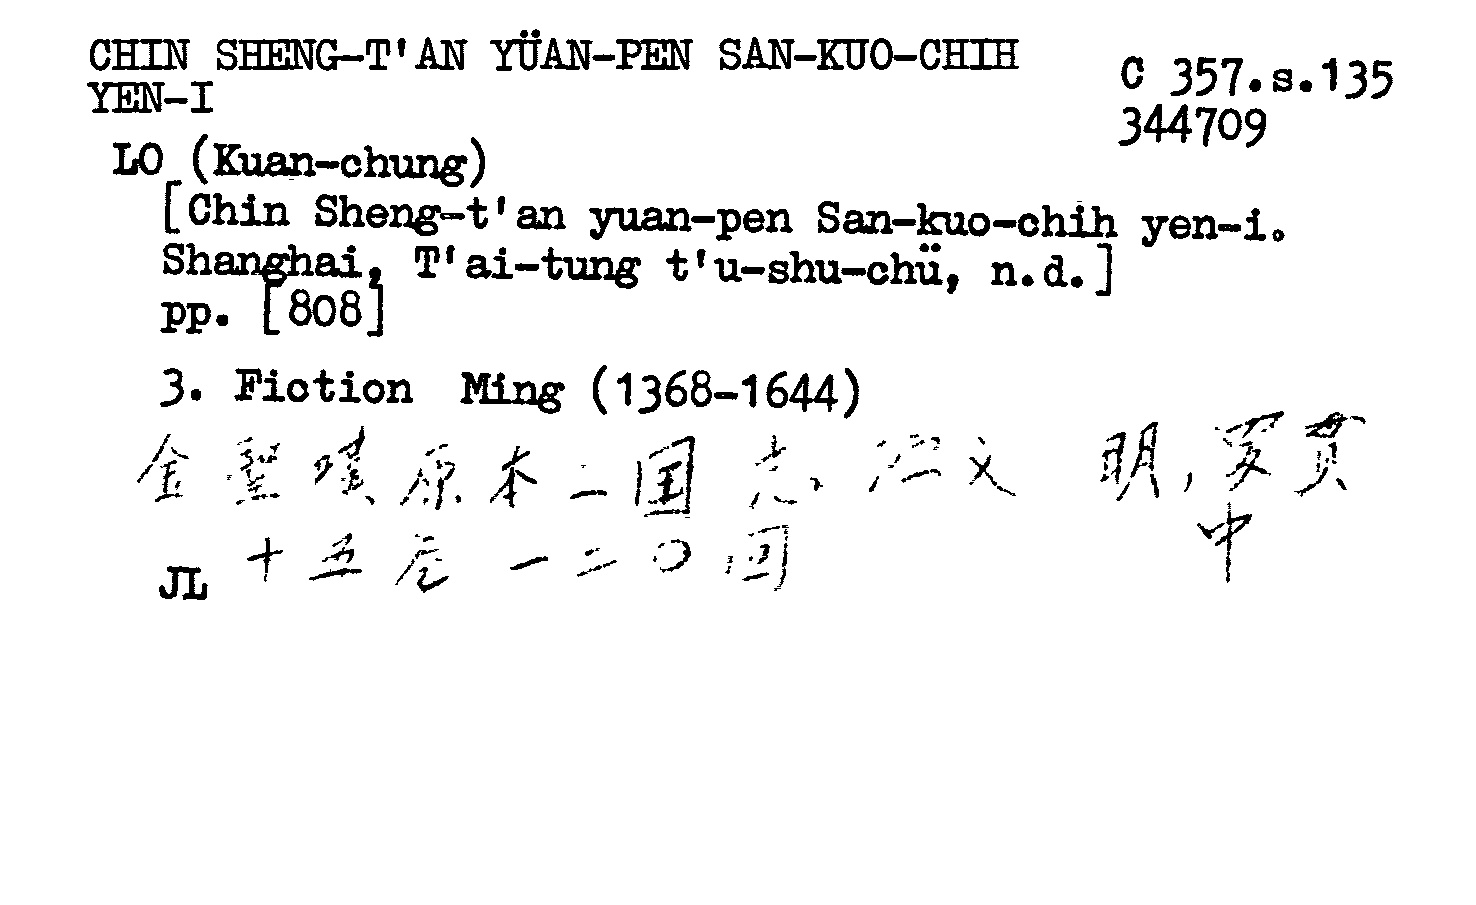 CHIN SHENG-T'AN YÜAN-PEN SAN-KUO-CHIH
YEN-I
C 357.s.135
344709
LO (Kuan-chung)
[Chin Sheng-t'an yuan-pen San-kuo-chih yen-i.
Shanghai, T'ai-tung t'u-shu-chü, n.d.]
pp. [808]
3. Fiction Ming (1368-1644)
金聖嘆原本三国志演义 明, 罗贯
中
JL 十五卷 一二〇回